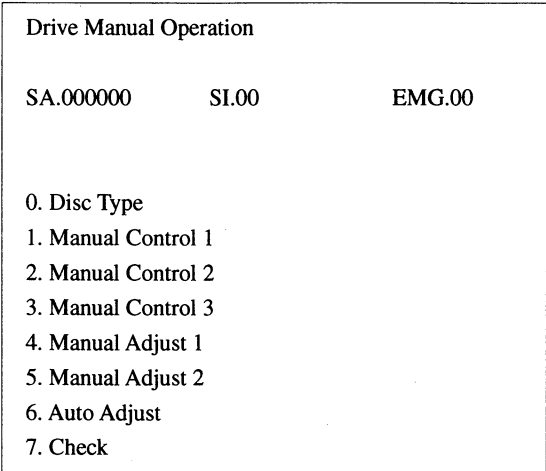 Drive Manual Operation
SA.000000 SI.00 EMG.00
0. Disc Type
1. Manual Control 1
2. Manual Control 2
3. Manual Control 3
4. Manual Adjust 1
5. Manual Adjust 2
6. Auto Adjust
7. Check